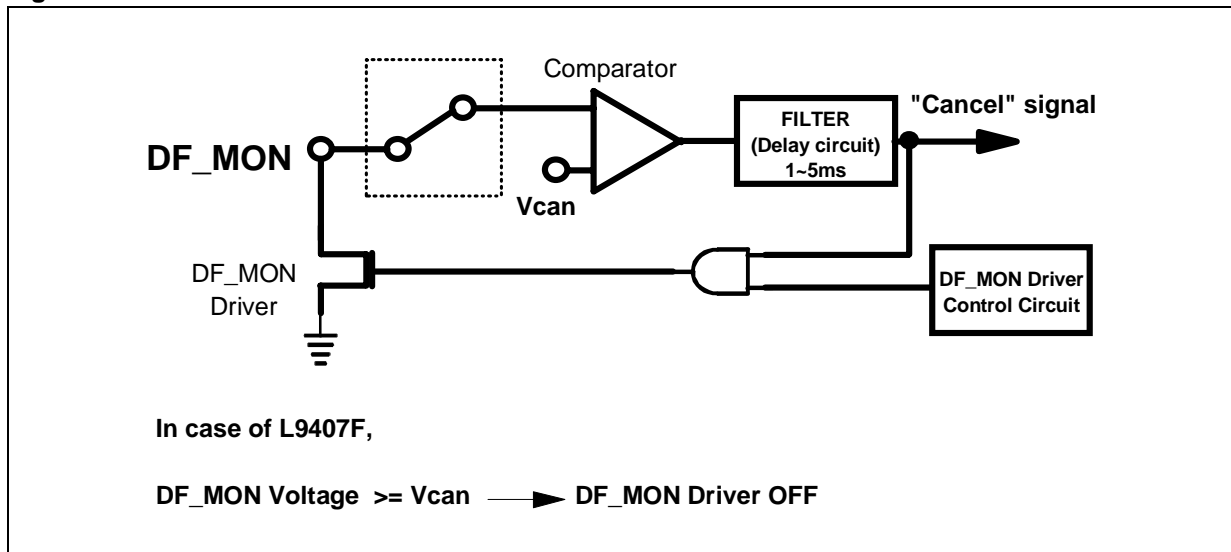 Comparator
"Cancel" signal
FILTER
(Delay circuit)
1~5ms
DF_MON
Vcan
DF_MON
Driver
DF_MON Driver
Control Circuit
In case of L9407F,
DF_MON Voltage >= Vcan DF_MON Driver OFF